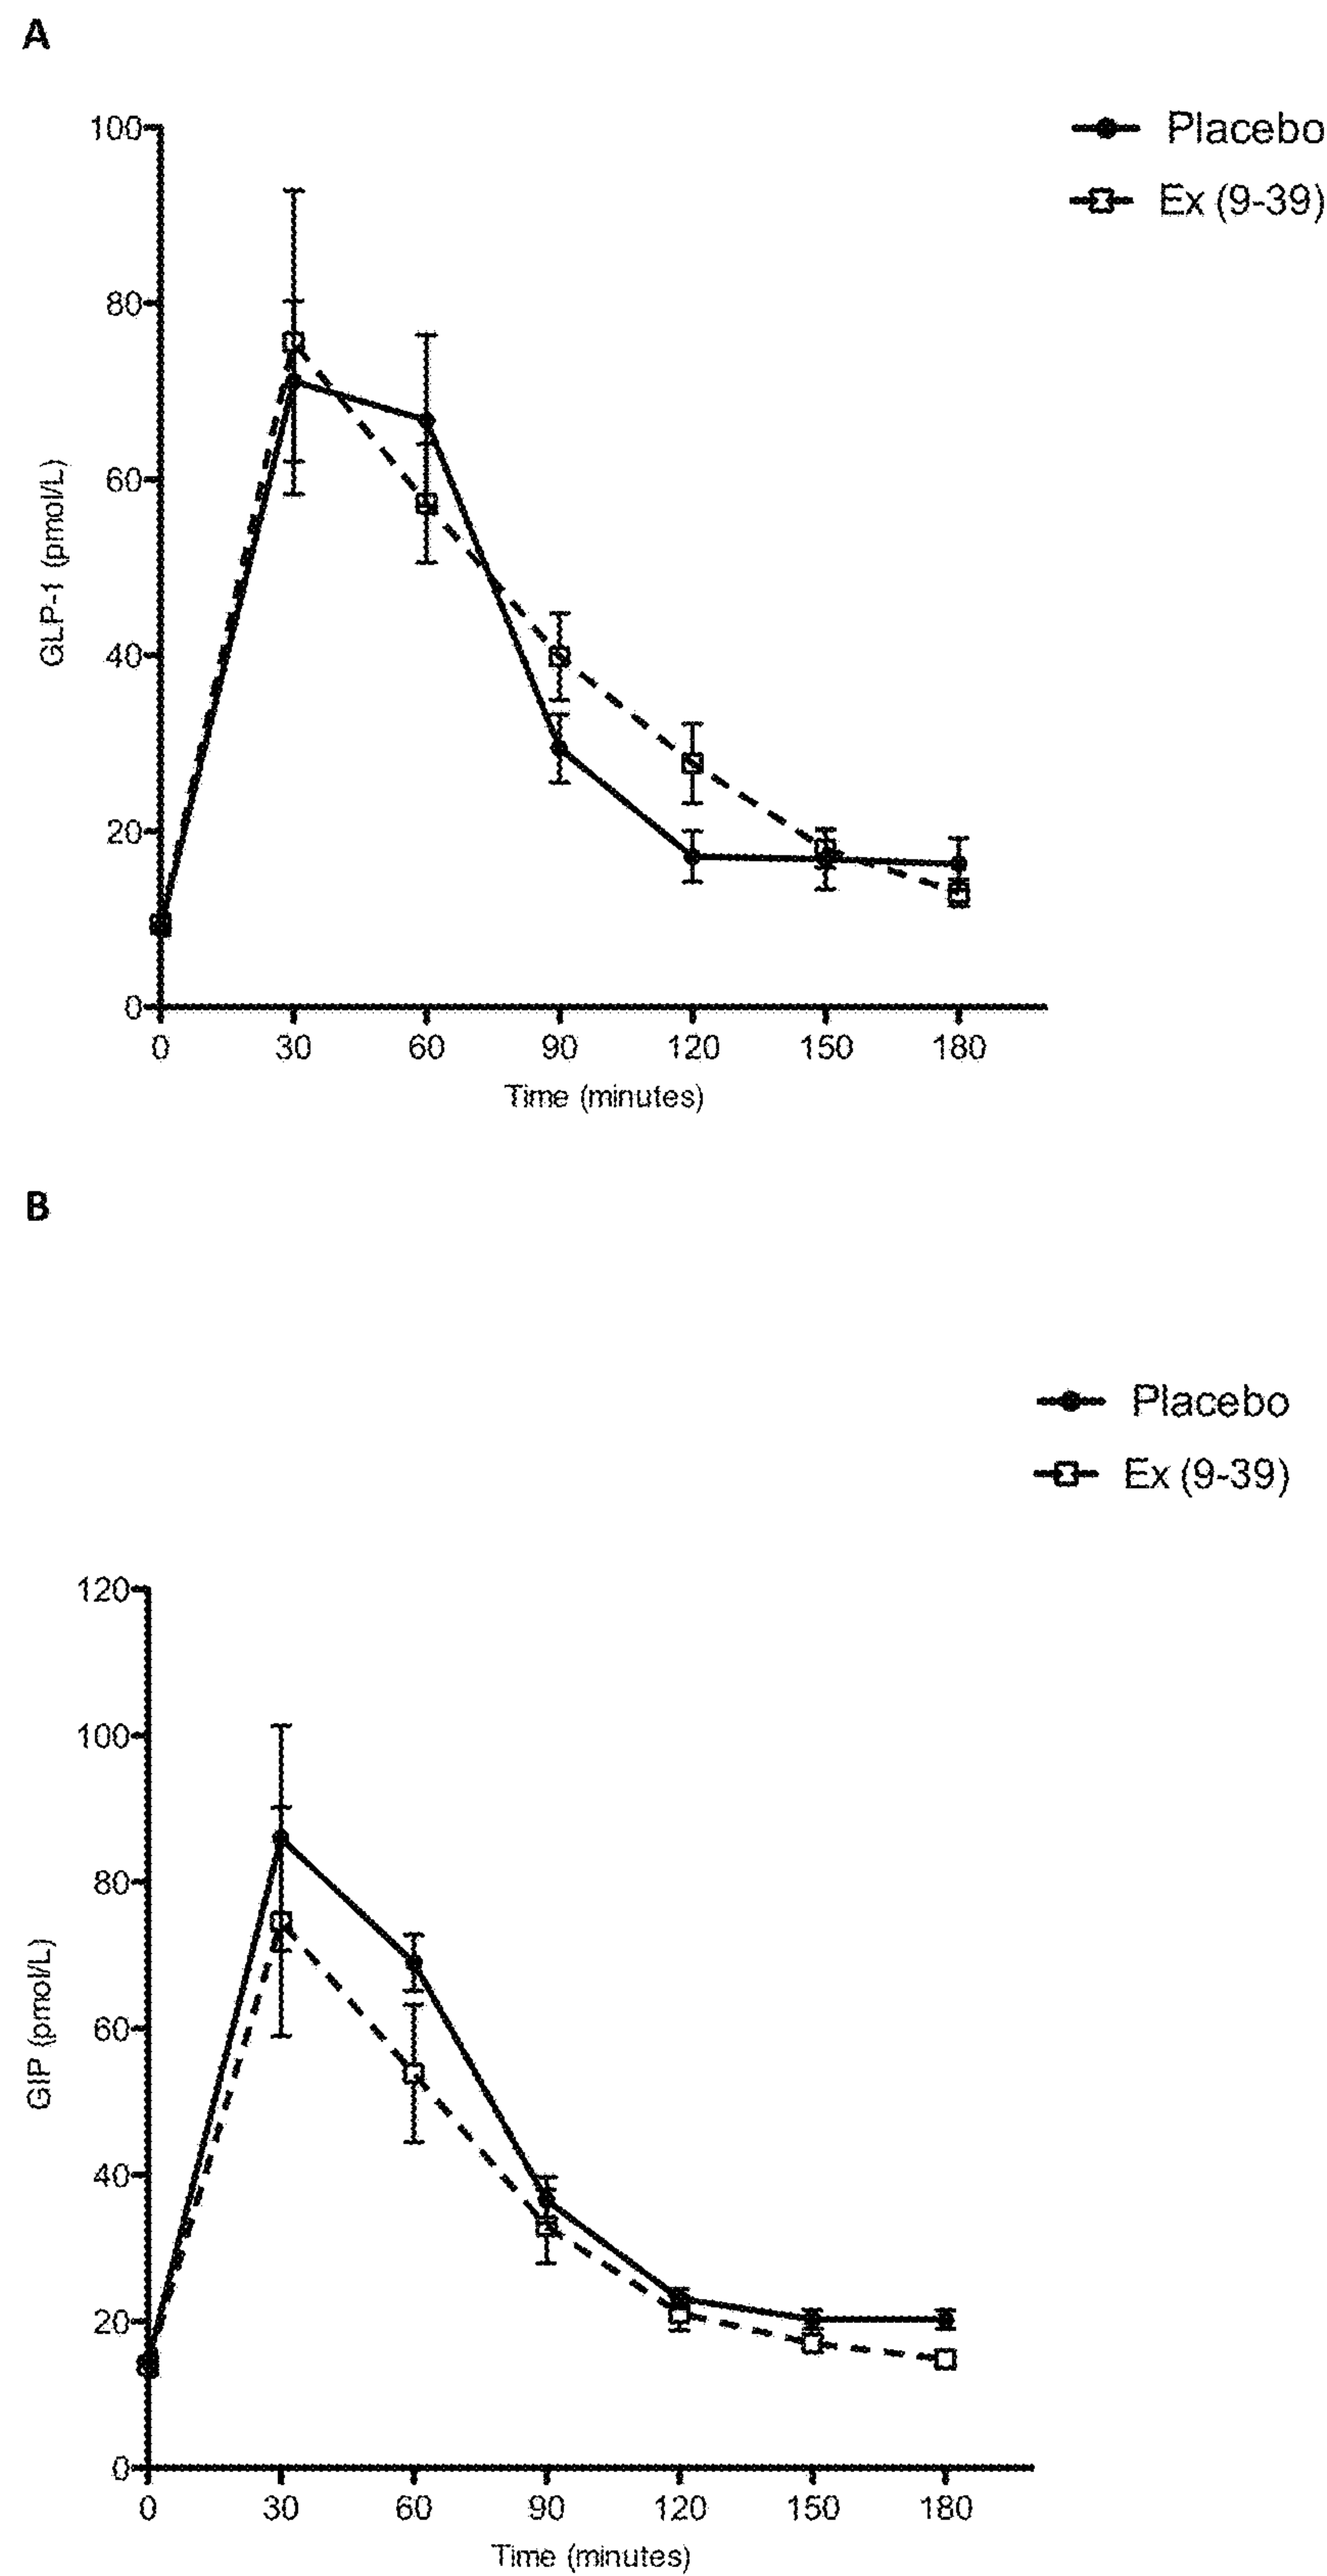 A
Placebo
Ex (9-39)
100
80
60
40
20
0
GLP-1 (pmol/L)
0 30 60 90 120 150 180
Time (minutes)
B
Placebo
Ex (9-39)
120
100
80
60
40
20
0
GIP (pmol/L)
0 30 60 90 120 150 180
Time (minutes)